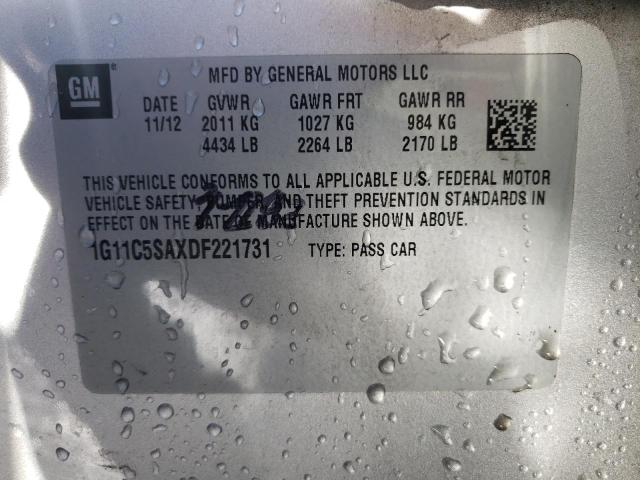 GM
MFD BY GENERAL MOTORS LLC
DATE GVWR GAWR FRT GAWR RR
11/12 2011 KG 1027 KG 984 KG
4434 LB 2264 LB 2170 LB
THIS VEHICLE CONFORMS TO ALL APPLICABLE U.S. FEDERAL MOTOR
VEHICLE SAFETY, BUMPER, AND THEFT PREVENTION STANDARDS IN
EFFECT ON THE DATE OF MANUFACTURE SHOWN ABOVE.
1G11C5SAXDF221731 TYPE: PASS CAR